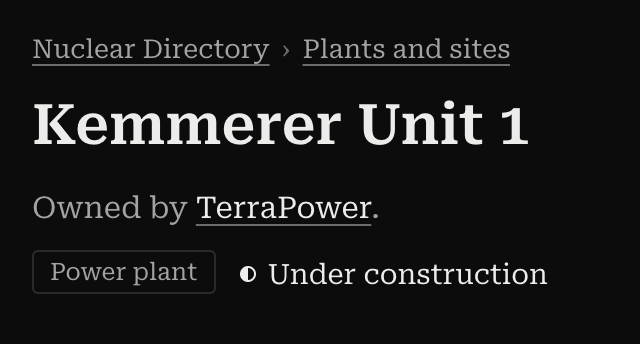 Nuclear Directory › Plants and sites
Kemmerer Unit 1
Owned by TerraPower.
Power plant Under construction